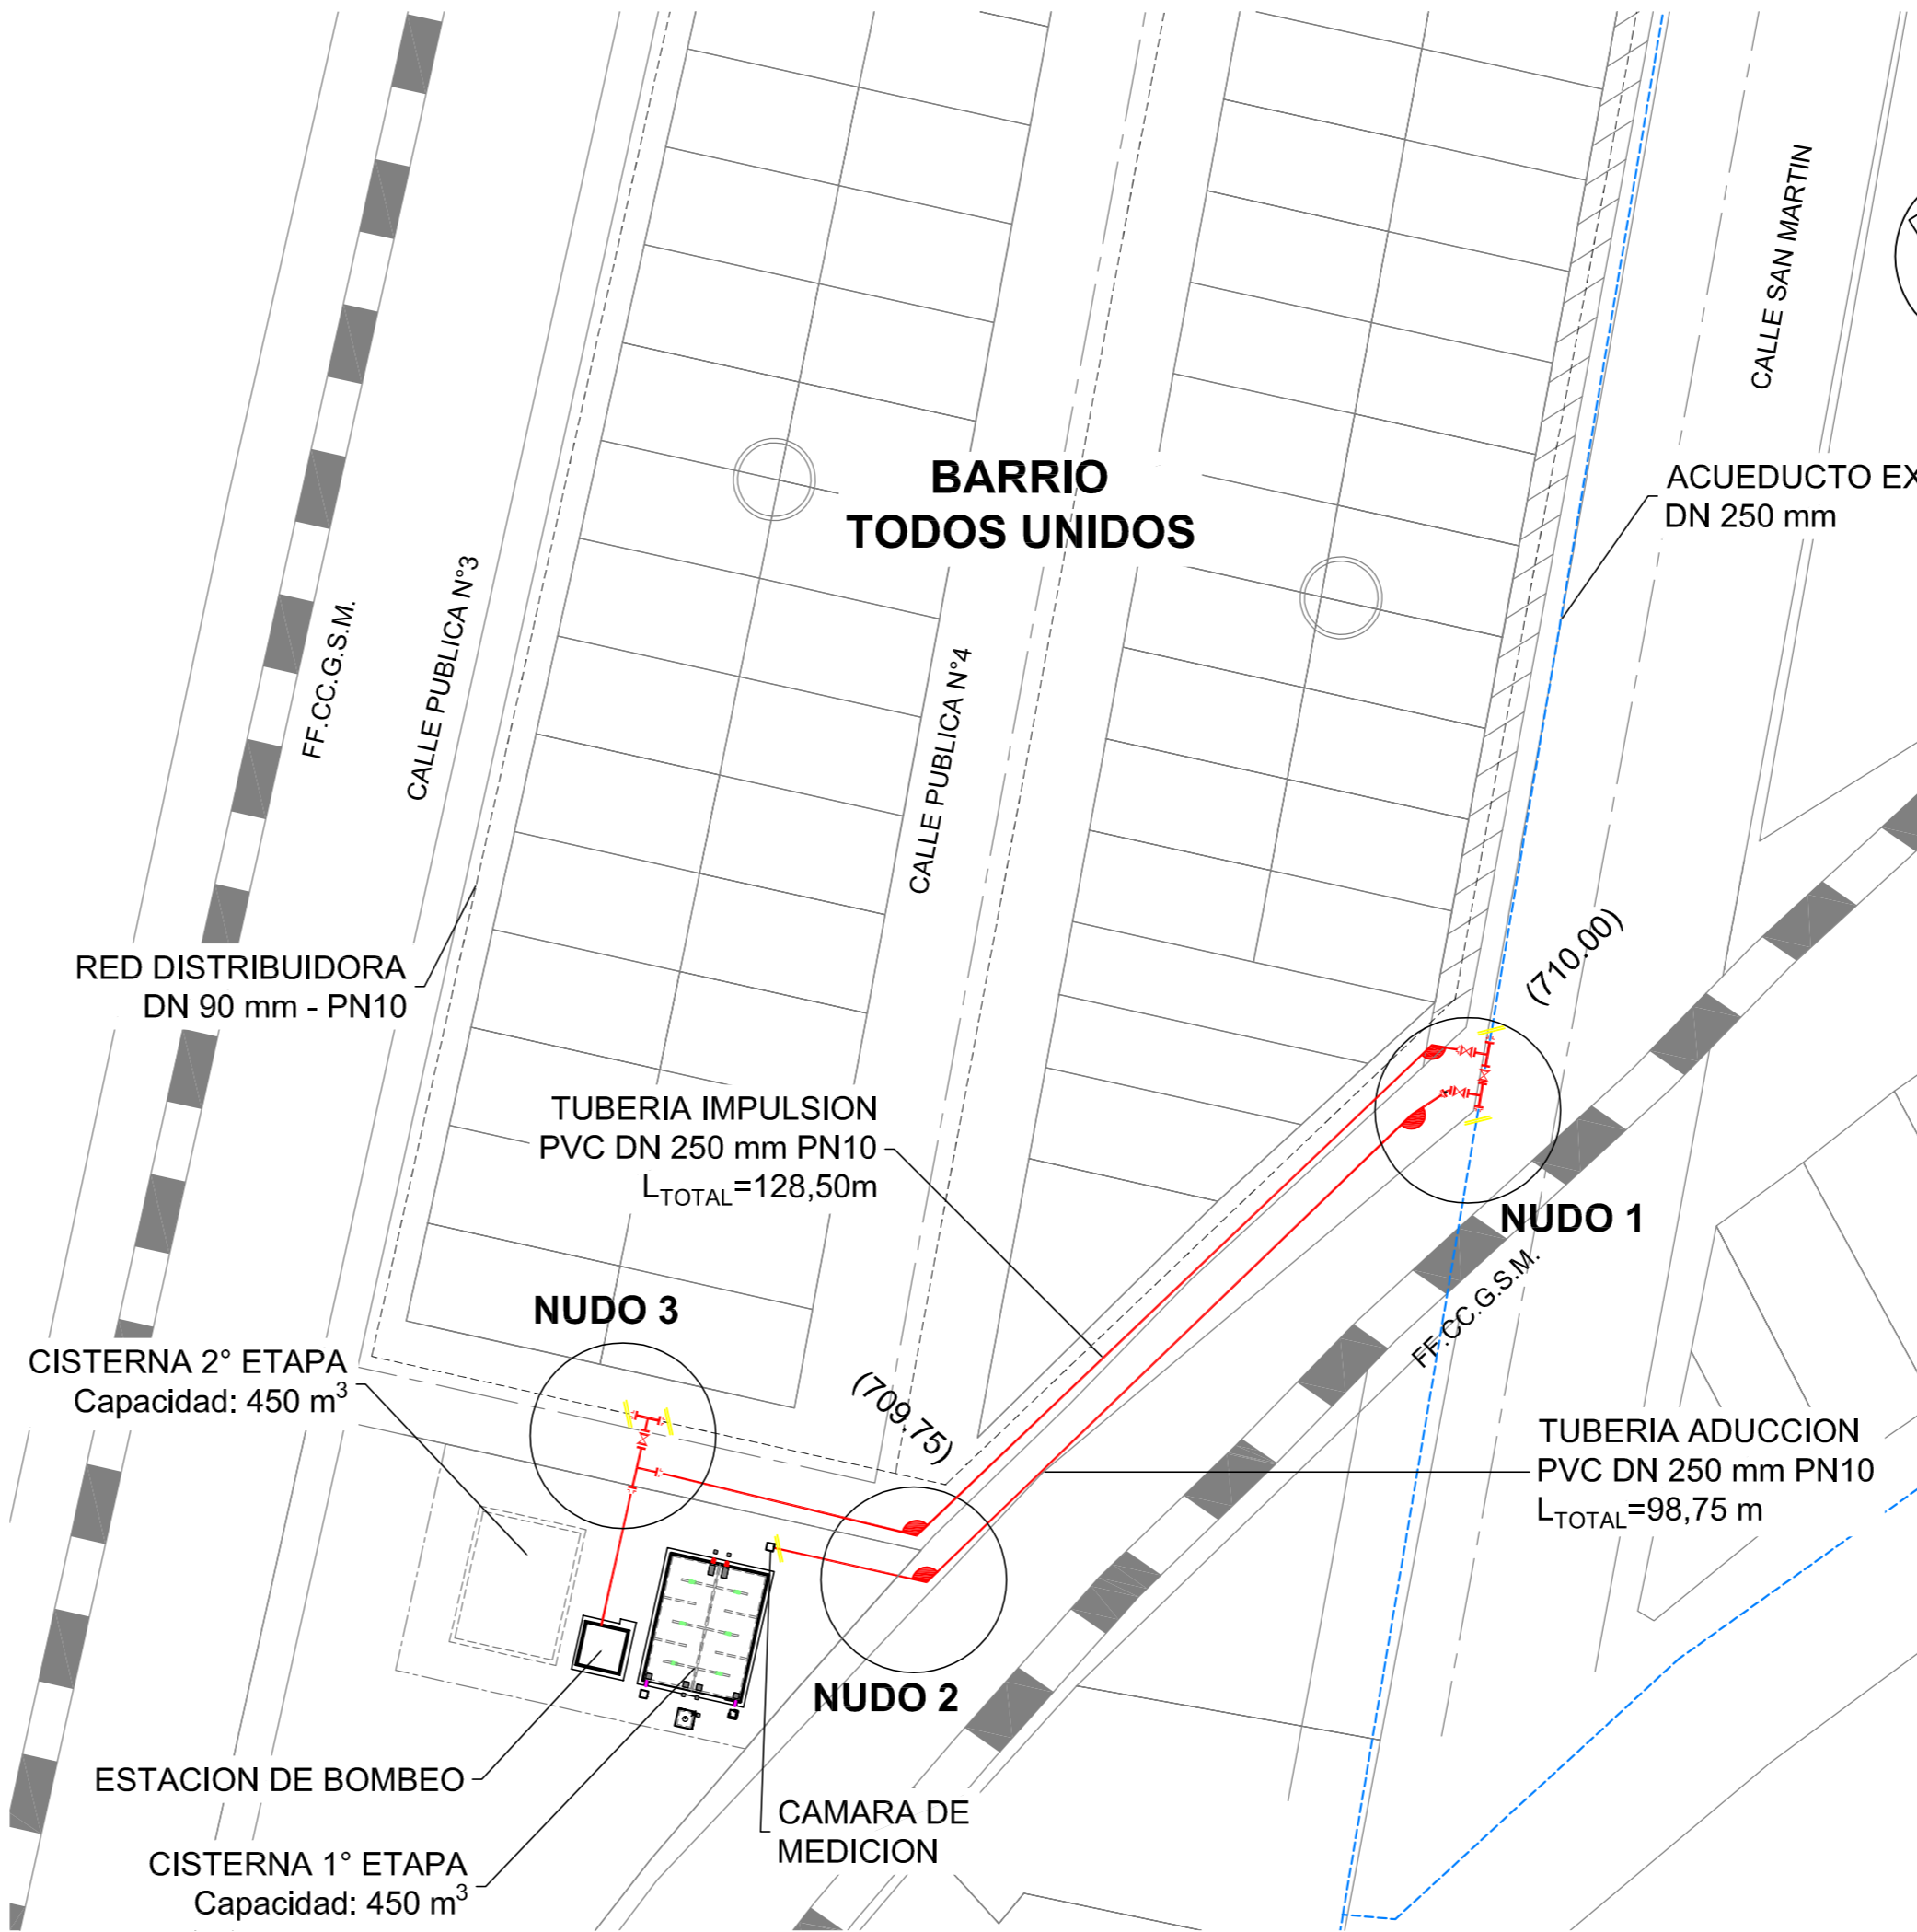 CALLE SAN MARTIN
BARRIO
TODOS UNIDOS
ACUEDUCTO EX
DN 250 mm
FF.CC.G.S.M.
CALLE PUBLICA N°3
CALLE PUBLICA N°4
RED DISTRIBUIDORA
DN 90 mm - PN10
(710.00)
TUBERIA IMPULSION
PVC DN 250 mm PN10
LTOTAL=128,50m
NUDO 1
FF.CC.G.S.M.
NUDO 3
CISTERNA 2° ETAPA
Capacidad: 450 m³
(709.75)
TUBERIA ADUCCION
PVC DN 250 mm PN10
LTOTAL=98,75 m
NUDO 2
ESTACION DE BOMBEO
CAMARA DE
MEDICION
CISTERNA 1° ETAPA
Capacidad: 450 m³